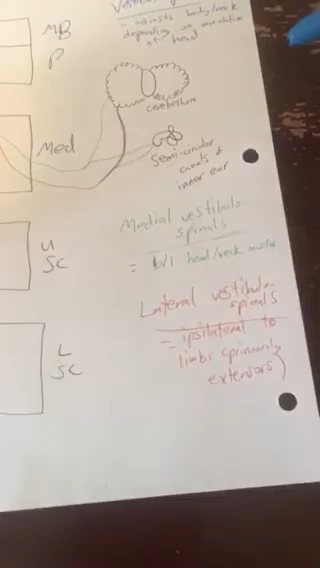 MB
P
adjusts body/neck
depending on
of head
cerebellum
Med
Semi-circular
canals of
inner ear
Medial vestibulo
spinals
= b/l head/neck
U
SC
Lateral vestibulo-
spinals
= ipsilateral to
limbs (primarily
extensors)
L
SC